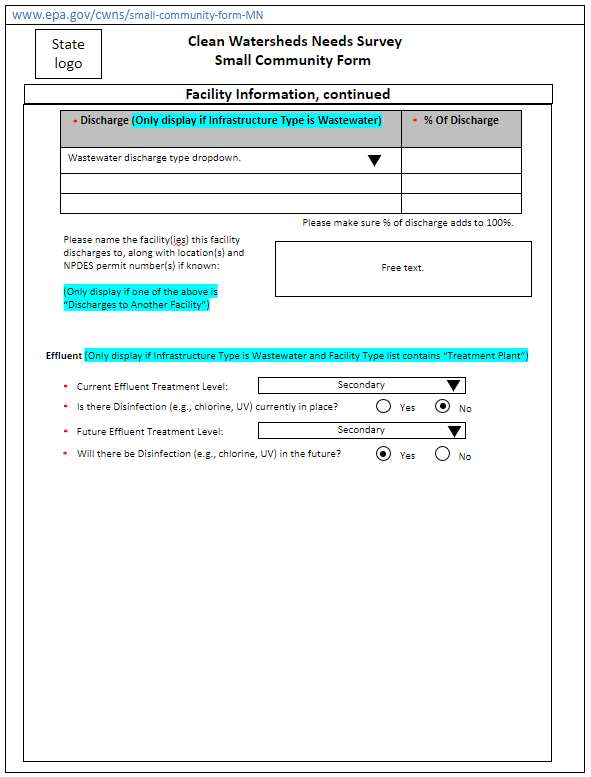 www.epa.gov/cwns/small-community-form-MN
State
logo
Clean Watersheds Needs Survey
Small Community Form
Facility Information, continued
* Discharge (Only display if Infrastructure Type is Wastewater)
* % Of Discharge
Wastewater discharge type dropdown.
Please make sure % of discharge adds to 100%.
Please name the facility(ies) this facility
discharges to, along with location(s) and
NPDES permit number(s) if known:
Free text.
(Only display if one of the above is
"Discharges to Another Facility")
Effluent (Only display if Infrastructure Type is Wastewater and Facility Type list contains "Treatment Plant")
* Current Effluent Treatment Level: Secondary
* Is there Disinfection (e.g., chlorine, UV) currently in place? Yes No
* Future Effluent Treatment Level: Secondary
* Will there be Disinfection (e.g., chlorine, UV) in the future? Yes No